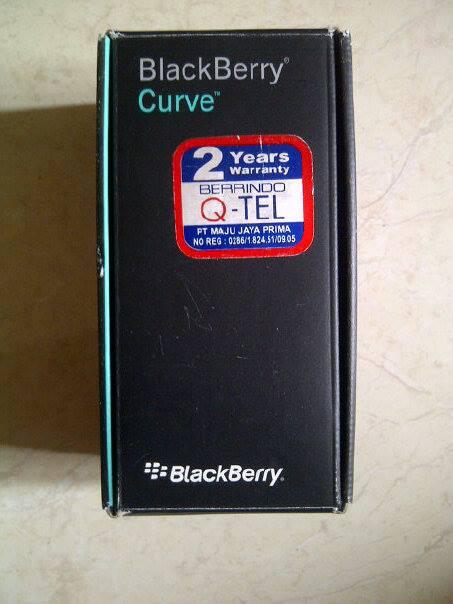 BlackBerry®
Curve™
2 Years
Warranty
BERRINDO
Q-TEL
PT MAJU JAYA PRIMA
NO REG : 0286/1.824.51/09.05
BlackBerry®